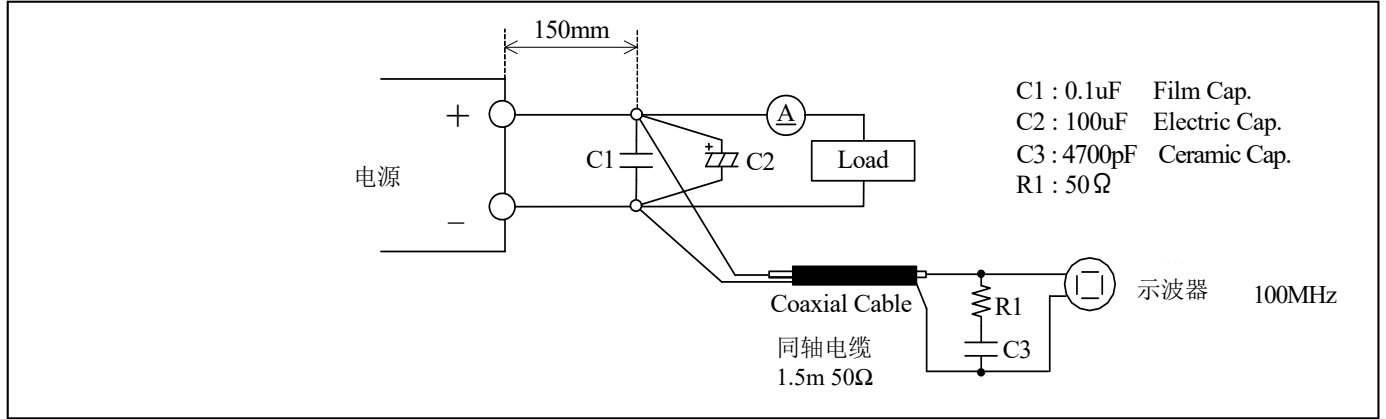 150mm
+
A
C1 : 0.1uF Film Cap.
C2 : 100uF Electric Cap.
C3 : 4700pF Ceramic Cap.
R1 : 50Ω
C1
+
C2
Load
电源
−
Coaxial Cable
R1
示波器 100MHz
C3
同轴电缆
1.5m 50Ω